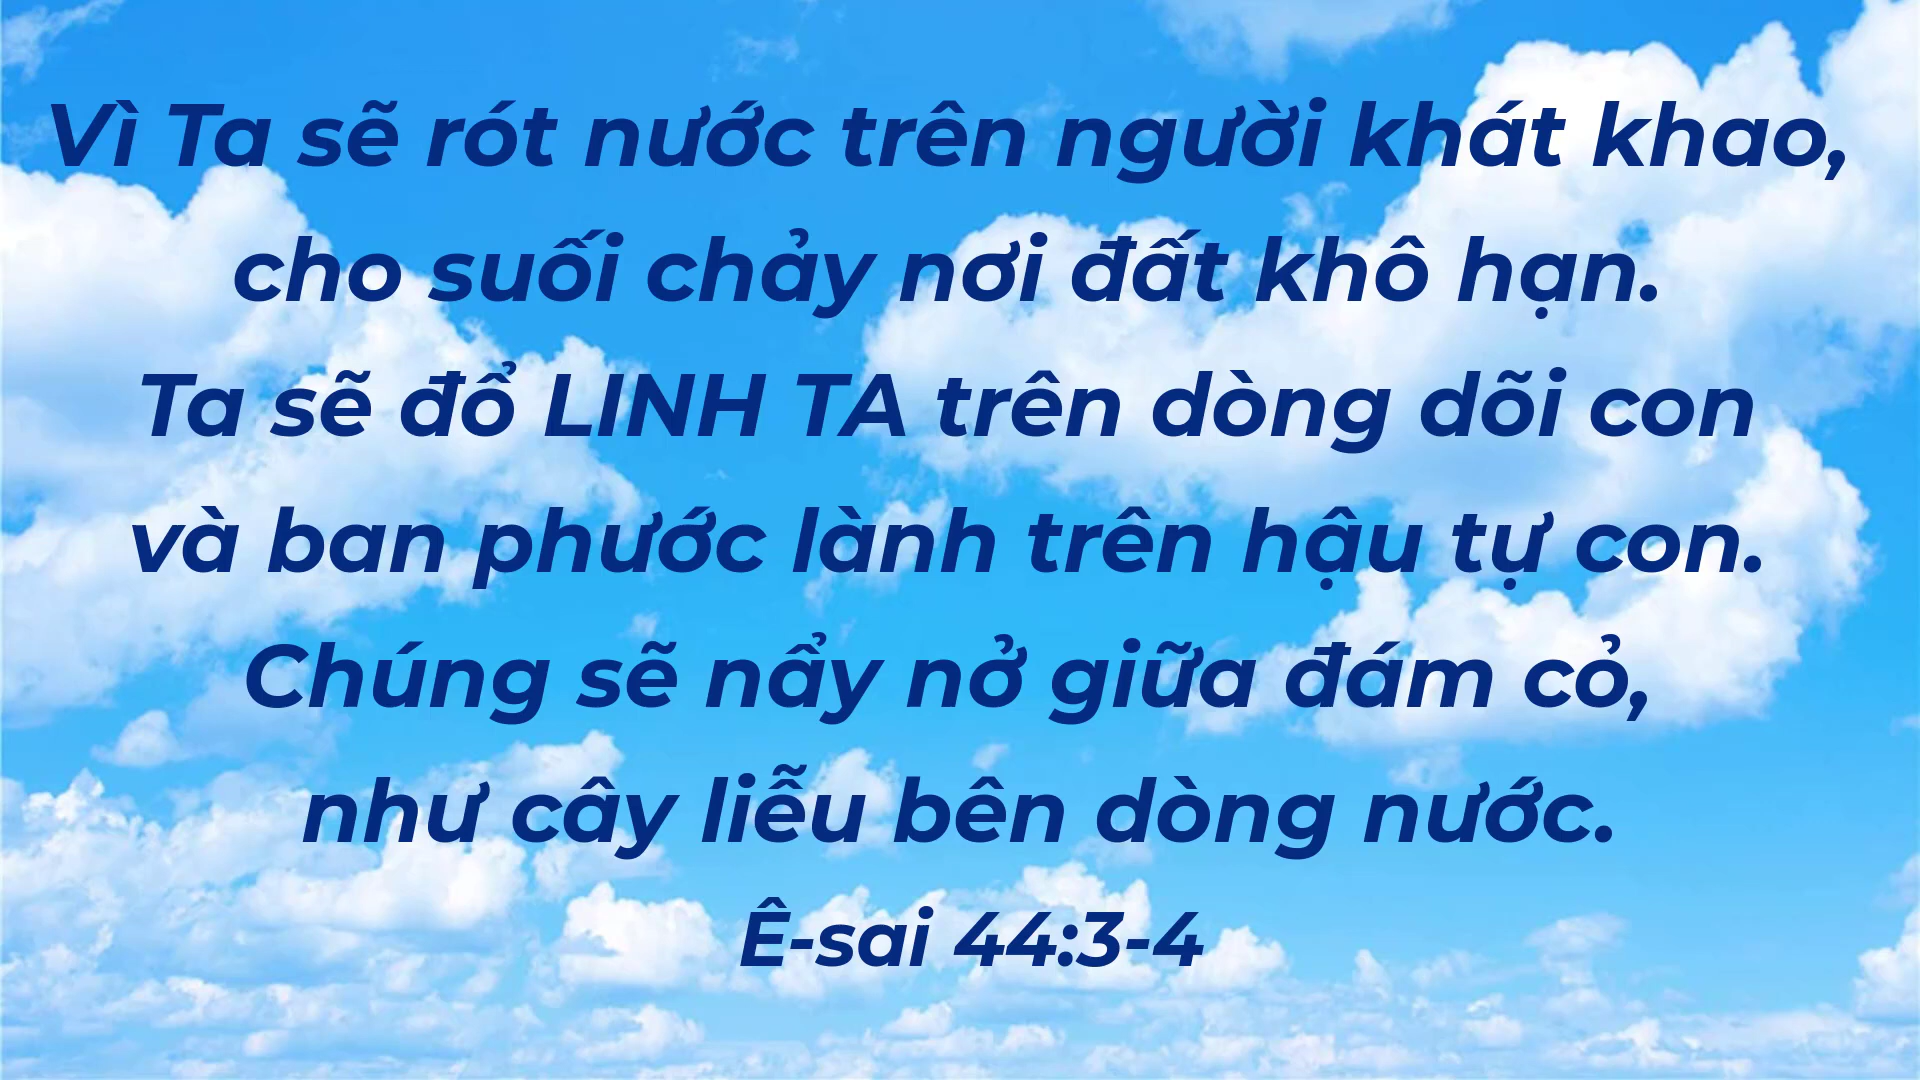 Vì Ta sẽ rót nước trên người khát khao,
cho suối chảy nơi đất khô hạn.
Ta sẽ đổ LINH TA trên dòng dõi con
và ban phước lành trên hậu tự con.
Chúng sẽ nẩy nở giữa đám cỏ,
như cây liễu bên dòng nước.
Ê-sai 44:3-4